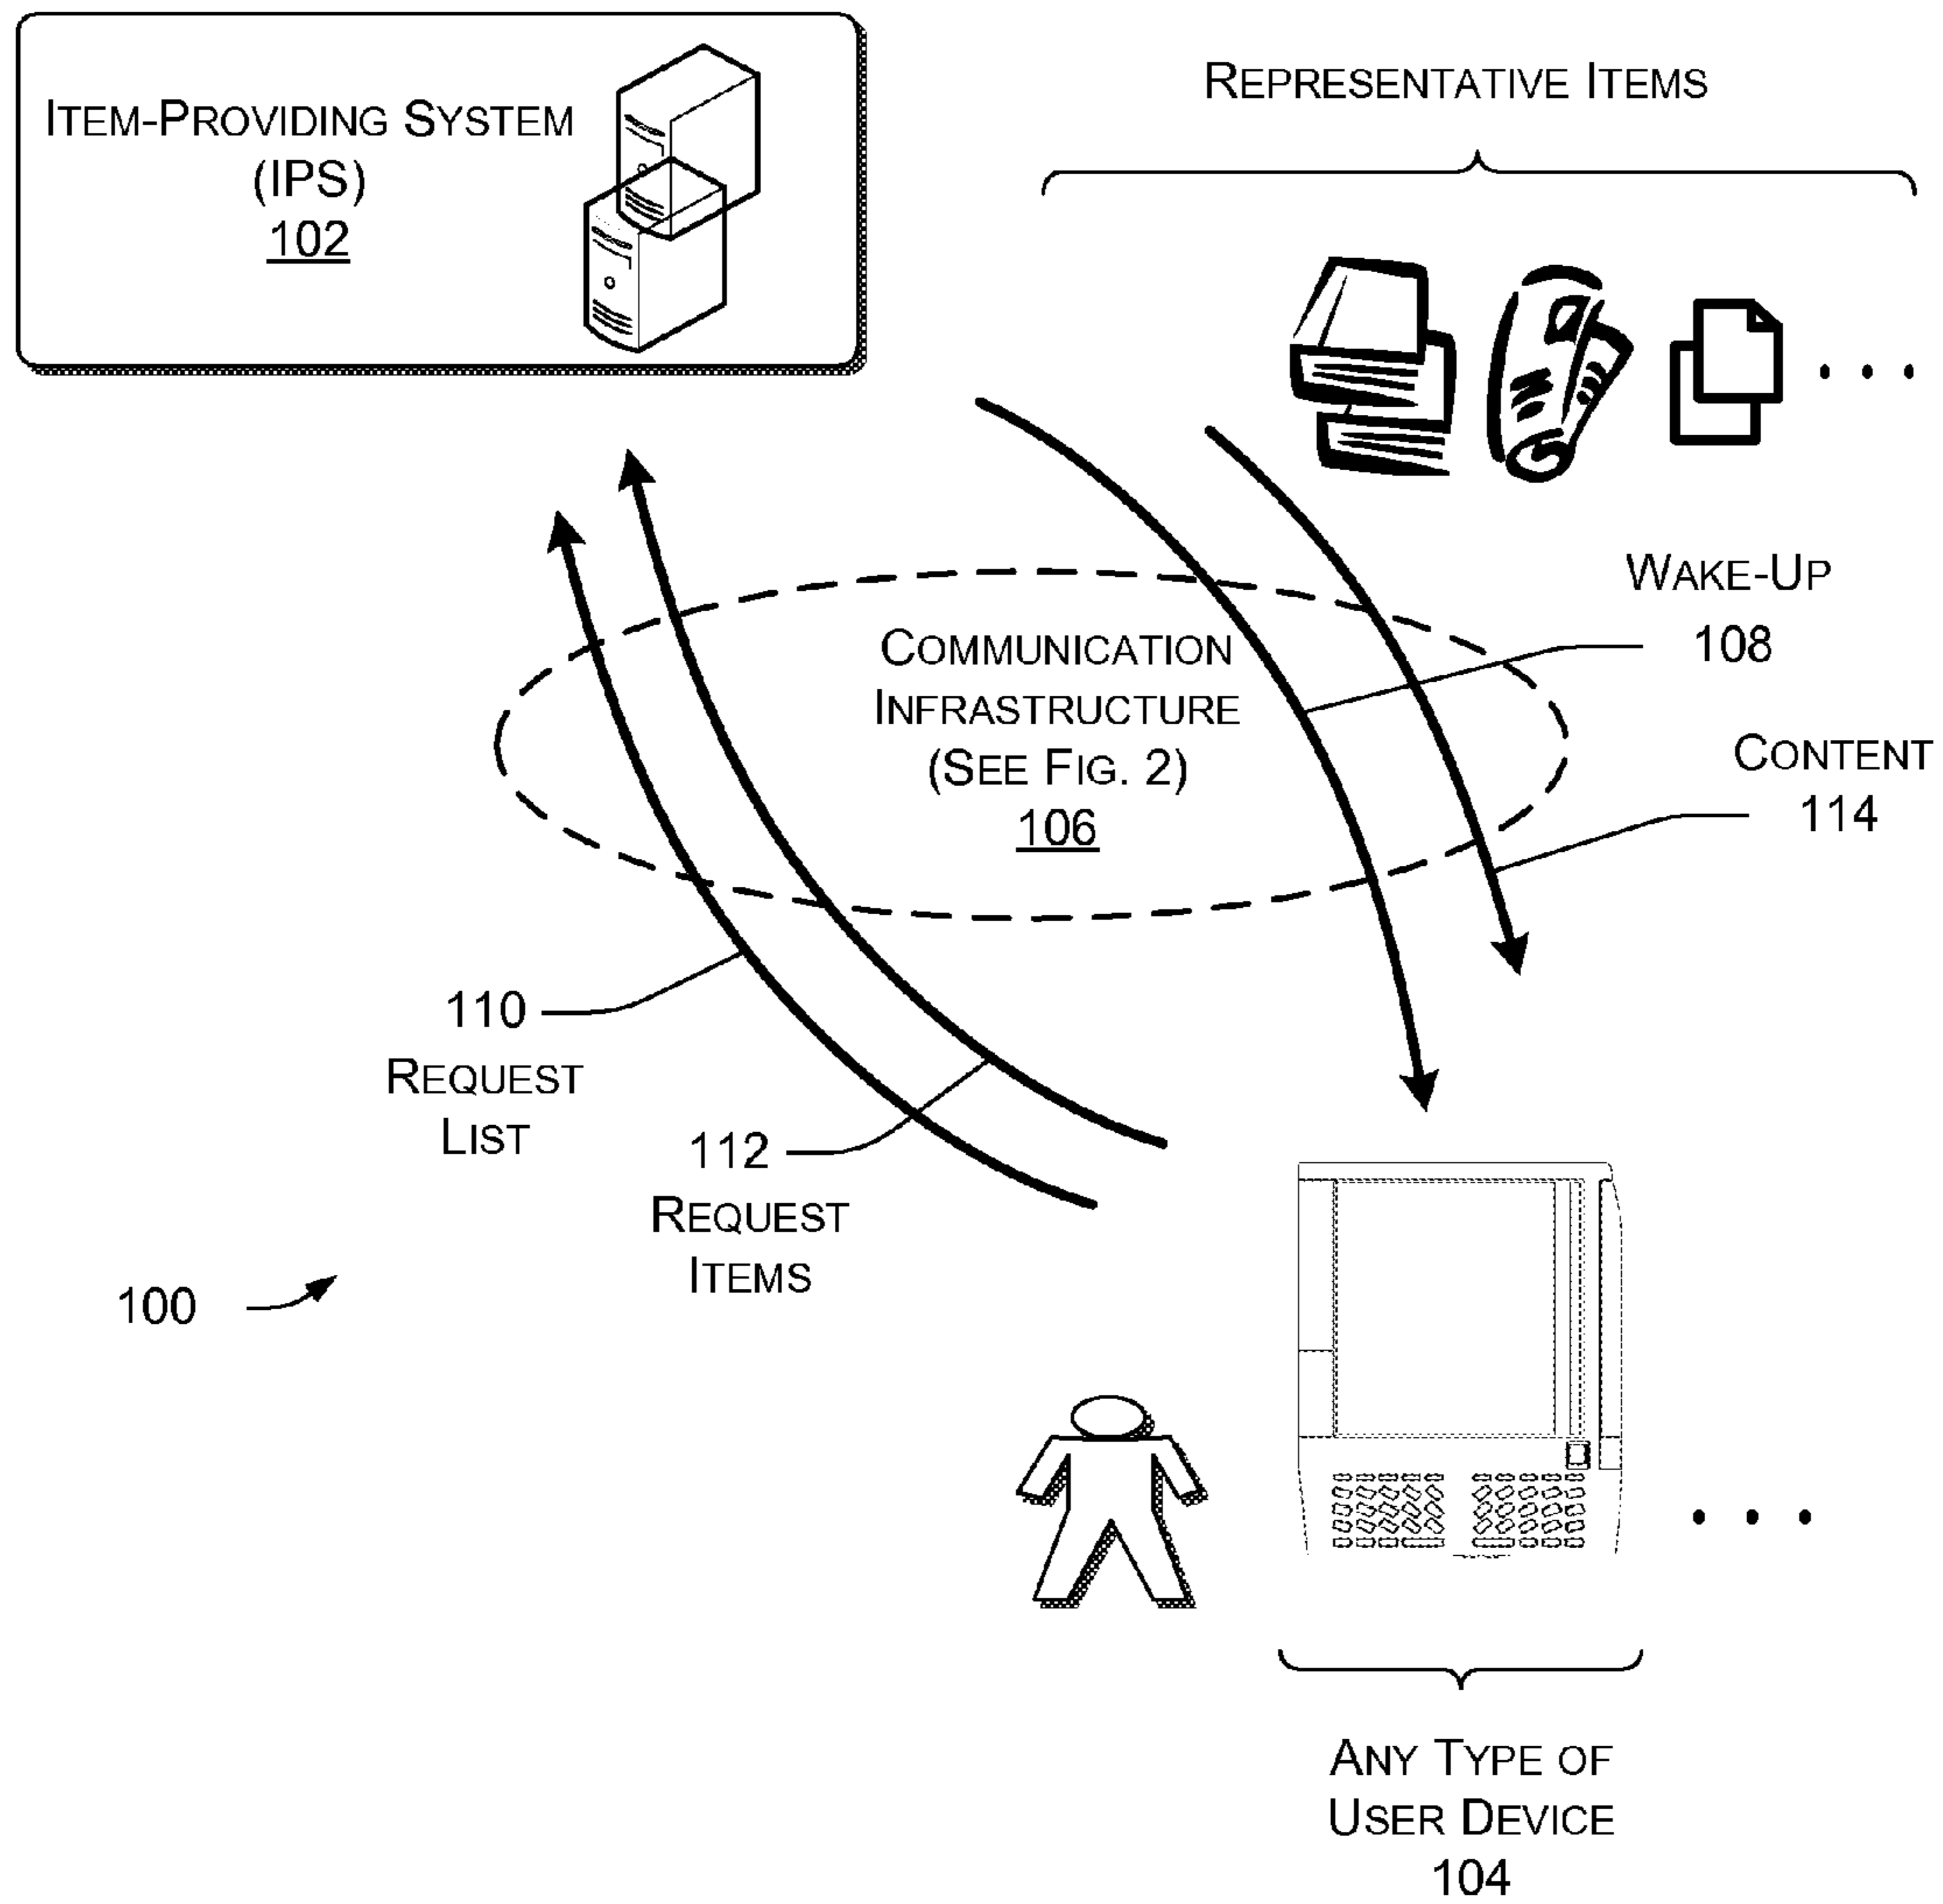 ITEM-PROVIDING SYSTEM
(IPS)
102
REPRESENTATIVE ITEMS
WAKE-UP
108
COMMUNICATION
INFRASTRUCTURE
(SEE FIG. 2)
106
CONTENT
114
110
REQUEST
LIST
112
REQUEST
ITEMS
100
ANY TYPE OF
USER DEVICE
104